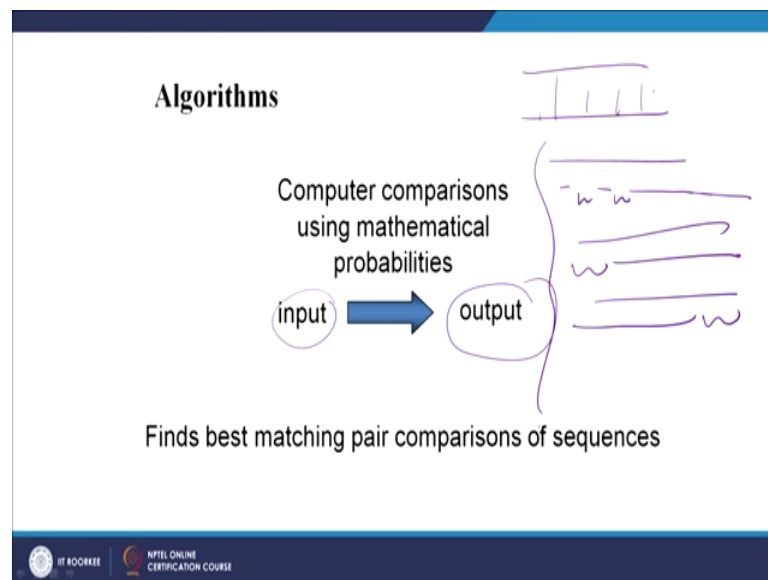 Algorithms
Computer comparisons
using mathematical
probabilities
input
output
Finds best matching pair comparisons of sequences
IIT ROORKEE
NPTEL ONLINE
CERTIFICATION COURSE